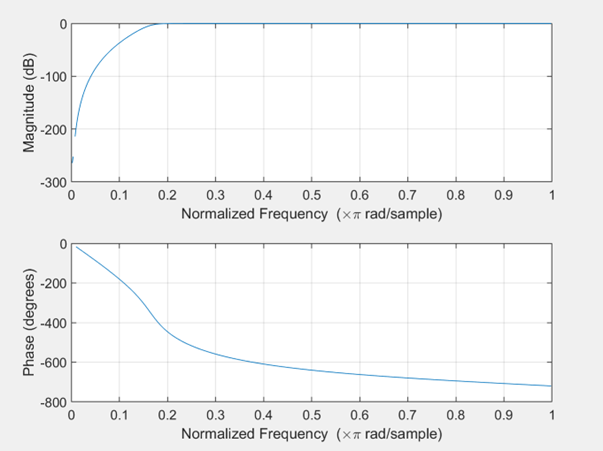 Magnitude (dB)
0
-100
-200
-300
0 0.1 0.2 0.3 0.4 0.5 0.6 0.7 0.8 0.9 1
Normalized Frequency (×π rad/sample)
Phase (degrees)
0
-200
-400
-600
-800
0 0.1 0.2 0.3 0.4 0.5 0.6 0.7 0.8 0.9 1
Normalized Frequency (×π rad/sample)